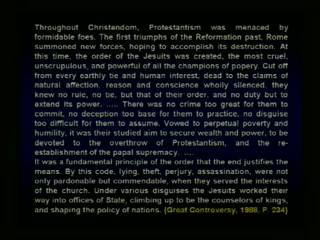 Throughout Christendom, Protestantism was menaced by
formidable foes. The first triumphs of the Reformation past, Rome
summoned new forces, hoping to accomplish its destruction. At
this time, the order of the Jesuits was created, the most cruel,
unscrupulous, and powerful of all the champions of popery. Cut off
from every earthly tie and human interest, dead to the claims of
natural affection, reason and conscience wholly silenced, they
knew no rule, no tie, but that of their order, and no duty but to
extend its power. ..... There was no crime too great for them to
commit, no deception too base for them to practice, no disguise
too difficult for them to assume. Vowed to perpetual poverty and
humility, it was their studied aim to secure wealth and power, to be
devoted to the overthrow of Protestantism, and the re-
establishment of the papal supremacy. ....
It was a fundamental principle of the order that the end justifies the
means. By this code, lying, theft, perjury, assassination, were not
only pardonable but commendable, when they served the interests
of the church. Under various disguises the Jesuits worked their
way into offices of State, climbing up to be the counselors of kings,
and shaping the policy of nations. {Great Controversy, 1988. P. 234}